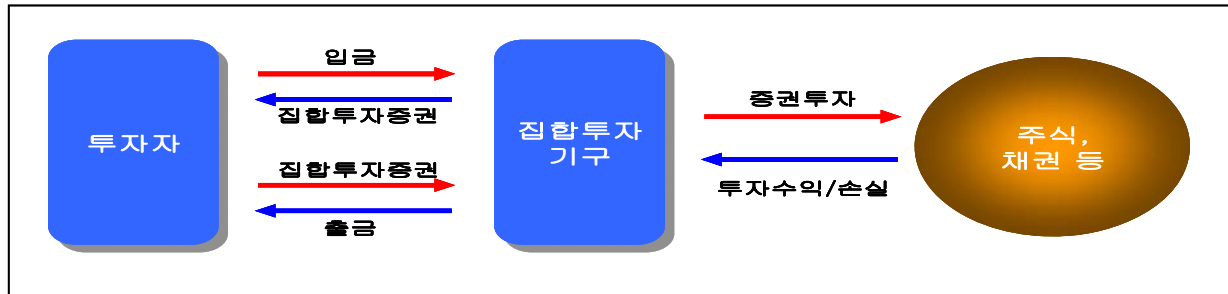 입금
집합투자증권
투자자
집합투자증권
출금
집합투자
기구
증권투자
투자수익/손실
주식,
채권 등